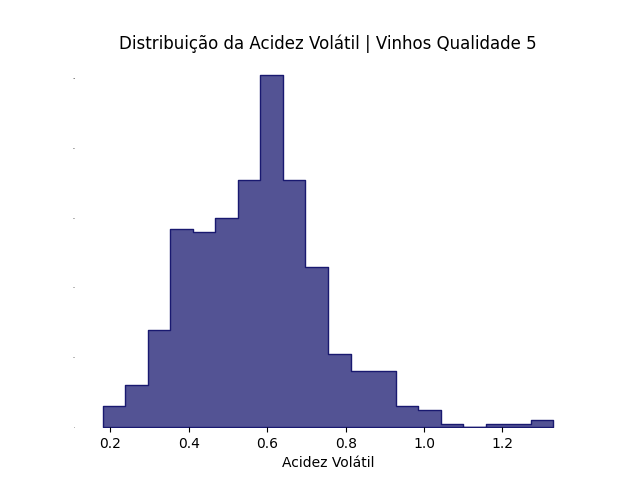 Distribuição da Acidez Volátil | Vinhos Qualidade 5
0.2 0.4 0.6 0.8 1.0 1.2
Acidez Volátil